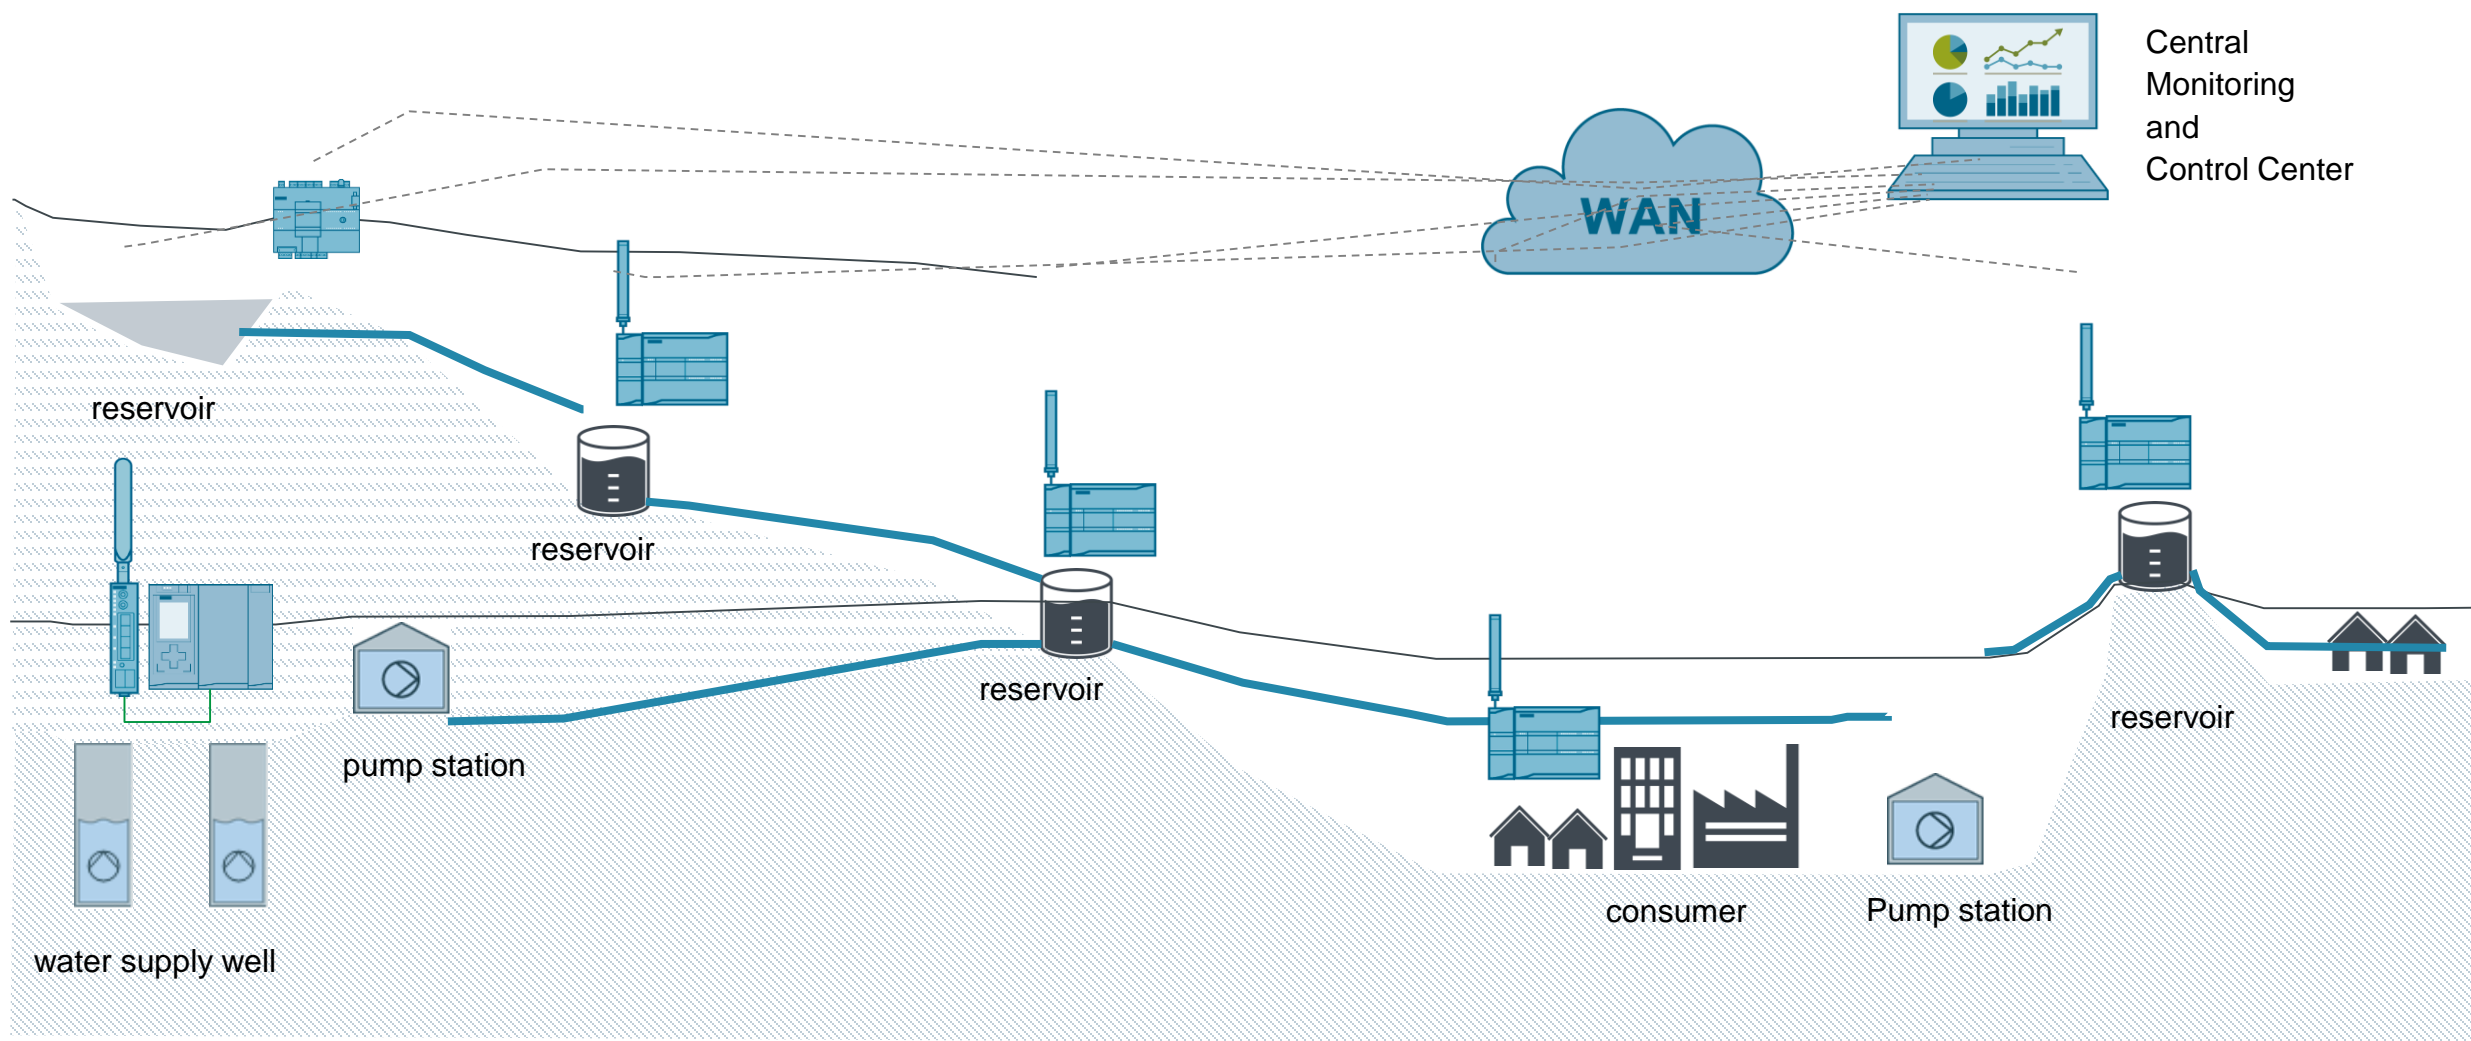 Central
Monitoring
and
Control Center
WAN
reservoir
reservoir
reservoir
reservoir
pump station
consumer
Pump station
water supply well